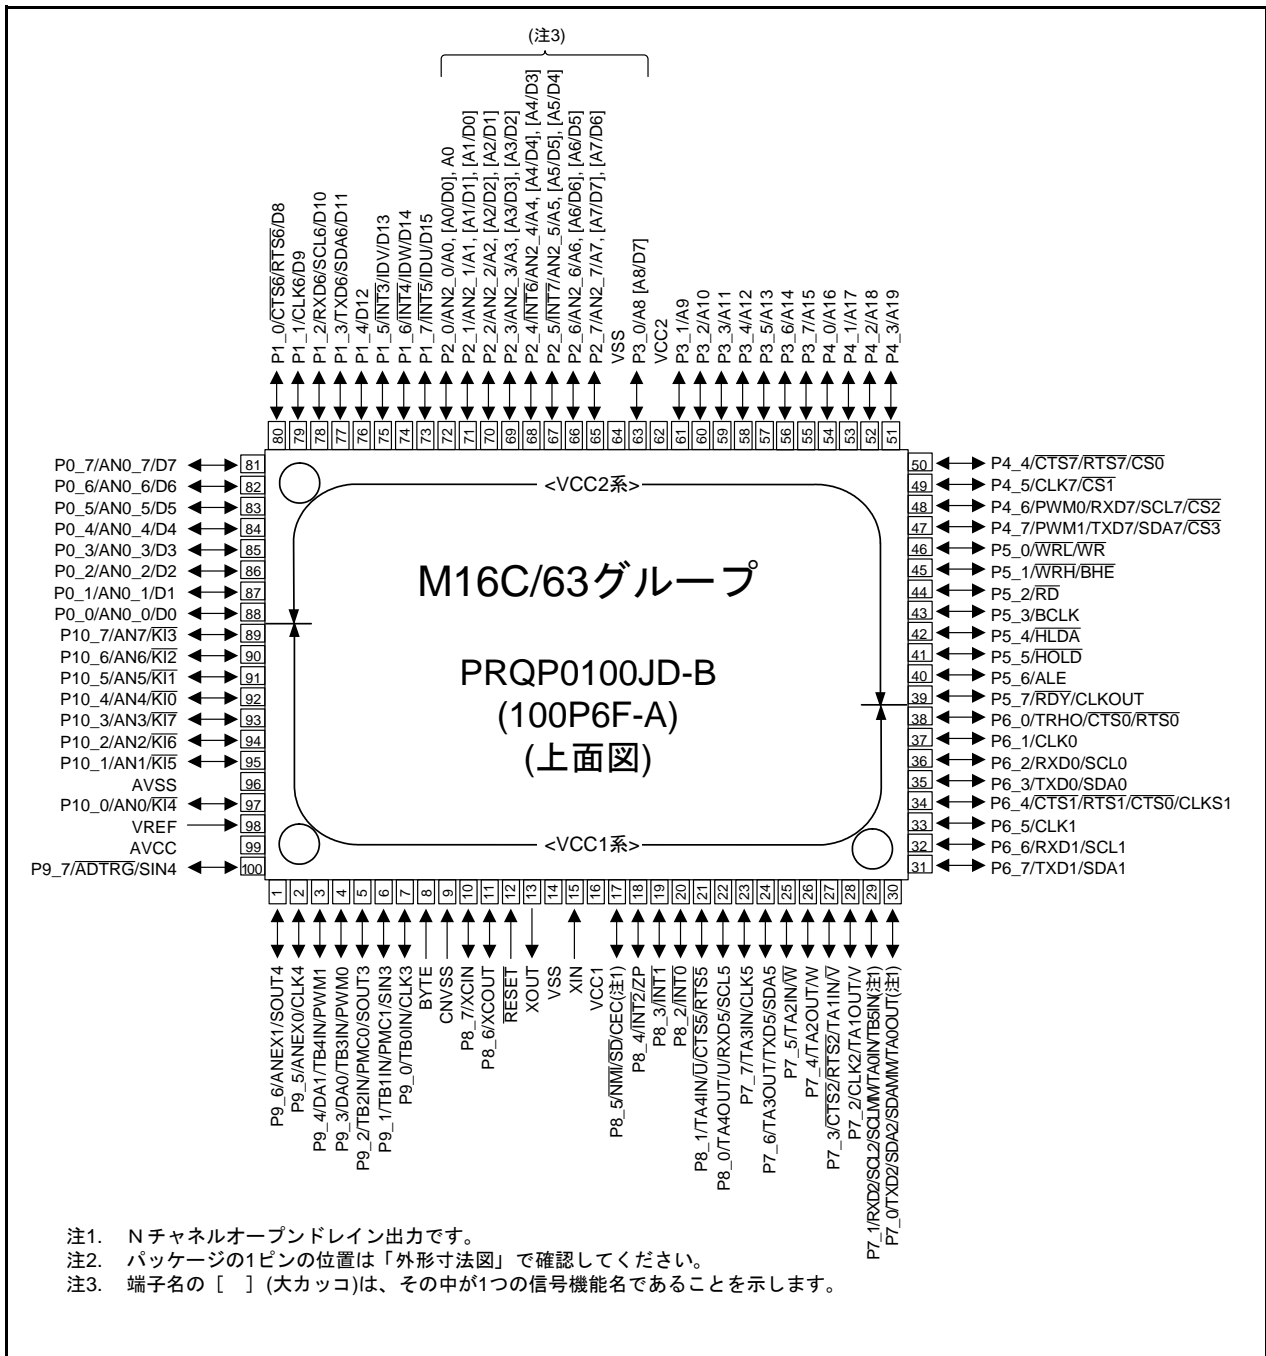 (注3)
P1_0/CTS6/RTS6/D8
P1_1/CLK6/D9
P1_2/RXD6/SCL6/D10
P1_3/TXD6/SDA6/D11
P1_4/D12
P1_5/INT3/IDV/D13
P1_6/INT4/IDW/D14
P1_7/INT5/IDU/D15
P2_0/AN2_0/A0, [A0/D0], A0
P2_1/AN2_1/A1, [A1/D1], [A1/D0]
P2_2/AN2_2/A2, [A2/D2], [A2/D1]
P2_3/AN2_3/A3, [A3/D3], [A3/D2]
P2_4/INT6/AN2_4/A4, [A4/D4], [A4/D3]
P2_5/INT7/AN2_5/A5, [A5/D5], [A5/D4]
P2_6/AN2_6/A6, [A6/D6], [A6/D5]
P2_7/AN2_7/A7, [A7/D7], [A7/D6]
VSS
P3_0/A8 [A8/D7]
VCC2
P3_1/A9
P3_2/A10
P3_3/A11
P3_4/A12
P3_5/A13
P3_6/A14
P3_7/A15
P4_0/A16
P4_1/A17
P4_2/A18
P4_3/A19
80 79 78 77 76 75 74 73 72 71 70 69 68 67 66 65 64 63 62 61 60 59 58 57 56 55 54 53 52 51
P0_7/AN0_7/D7 81
P0_6/AN0_6/D6 82
P0_5/AN0_5/D5 83
P0_4/AN0_4/D4 84
P0_3/AN0_3/D3 85
P0_2/AN0_2/D2 86
P0_1/AN0_1/D1 87
P0_0/AN0_0/D0 88
P10_7/AN7/KI3 89
P10_6/AN6/KI2 90
P10_5/AN5/KI1 91
P10_4/AN4/KI0 92
P10_3/AN3/KI7 93
P10_2/AN2/KI6 94
P10_1/AN1/KI5 95
AVSS 96
P10_0/AN0/KI4 97
VREF 98
AVCC 99
P9_7/ADTRG/SIN4 100
<VCC2系>
M16C/63グループ
PRQP0100JD-B
(100P6F-A)
(上面図)
<VCC1系>
50 P4_4/CTS7/RTS7/CS0
49 P4_5/CLK7/CS1
48 P4_6/PWM0/RXD7/SCL7/CS2
47 P4_7/PWM1/TXD7/SDA7/CS3
46 P5_0/WRL/WR
45 P5_1/WRH/BHE
44 P5_2/RD
43 P5_3/BCLK
42 P5_4/HLDA
41 P5_5/HOLD
40 P5_6/ALE
39 P5_7/RDY/CLKOUT
38 P6_0/TRHO/CTS0/RTS0
37 P6_1/CLK0
36 P6_2/RXD0/SCL0
35 P6_3/TXD0/SDA0
34 P6_4/CTS1/RTS1/CTS0/CLKS1
33 P6_5/CLK1
32 P6_6/RXD1/SCL1
31 P6_7/TXD1/SDA1
1 2 3 4 5 6 7 8 9 10 11 12 13 14 15 16 17 18 19 20 21 22 23 24 25 26 27 28 29 30
P9_6/ANEX1/SOUT4
P9_5/ANEX0/CLK4
P9_4/DA1/TB4IN/PWM1
P9_3/DA0/TB3IN/PWM0
P9_2/TB2IN/PMC0/SOUT3
P9_1/TB1IN/PMC1/SIN3
P9_0/TB0IN/CLK3
BYTE
CNVSS
P8_7/XCIN
P8_6/XCOUT
RESET
XOUT
VSS
XIN
VCC1
P8_5/NMI/SD/CEC(注1)
P8_4/INT2/ZP
P8_3/INT1
P8_2/INT0
P8_1/TA4IN/U/CTS5/RTS5
P8_0/TA4OUT/U/RXD5/SCL5
P7_7/TA3IN/CLK5
P7_6/TA3OUT/TXD5/SDA5
P7_5/TA2IN/W
P7_4/TA2OUT/W
P7_3/CTS2/RTS2/TA1IN/V
P7_2/CLK2/TA1OUT/V
P7_1/RXD2/SCL2/SCLMM/TA0IN/TB5IN(注1)
P7_0/TXD2/SDA2/SDAMM/TA0OUT(注1)
注1. Nチャネルオープンドレイン出力です。
注2. パッケージの1ピンの位置は「外形寸法図」で確認してください。
注3. 端子名の［　］(大カッコ)は、その中が1つの信号機能名であることを示します。